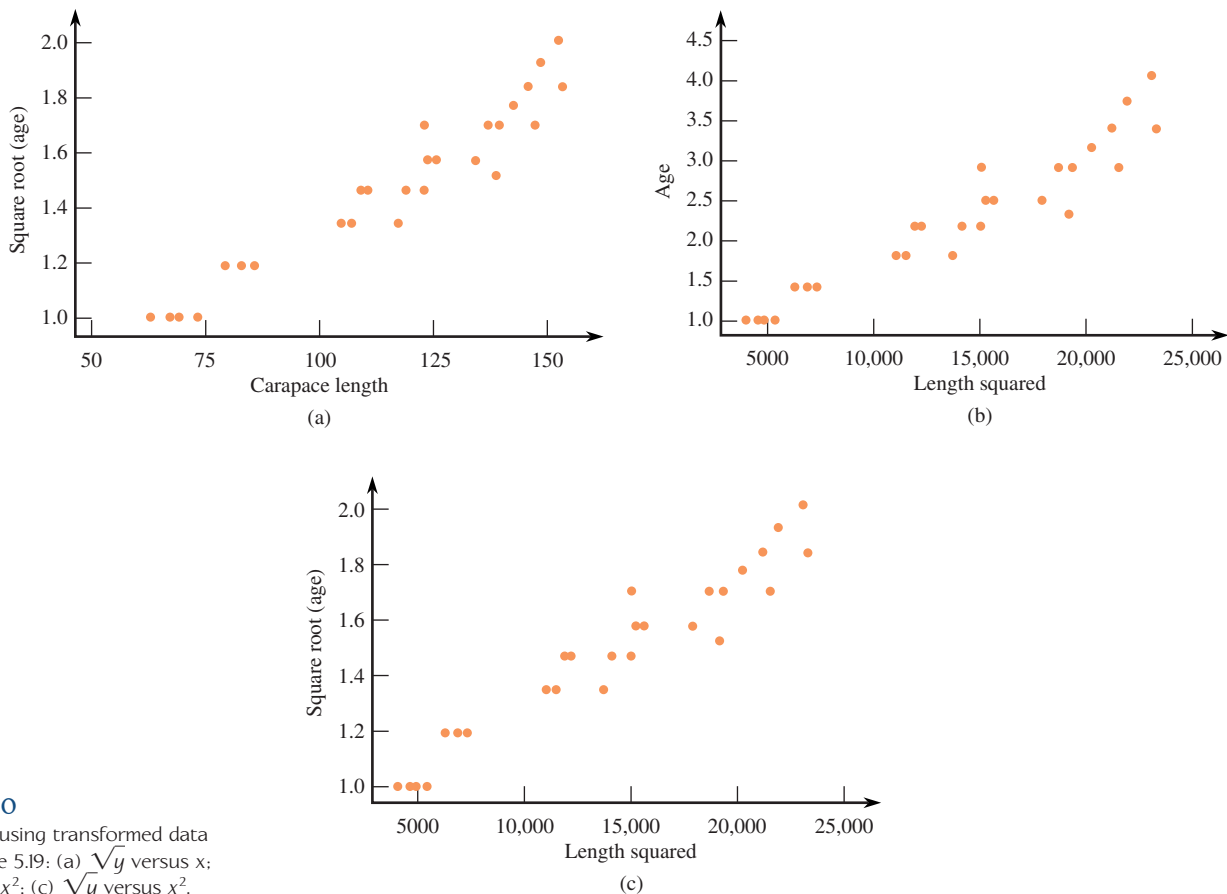 2.0
1.8
1.6
1.4
1.2
1.0
Square root (age)
50 75 100 125 150
Carapace length
(a)
4.5
4.0
3.5
3.0
2.5
2.0
1.5
1.0
Age
5000 10,000 15,000 20,000 25,000
Length squared
(b)
2.0
1.8
1.6
1.4
1.2
1.0
Square root (age)
5000 10,000 15,000 20,000 25,000
Length squared
(c)
using transformed data
5.19: (a) √y versus x;
x²; (c) √y versus x².